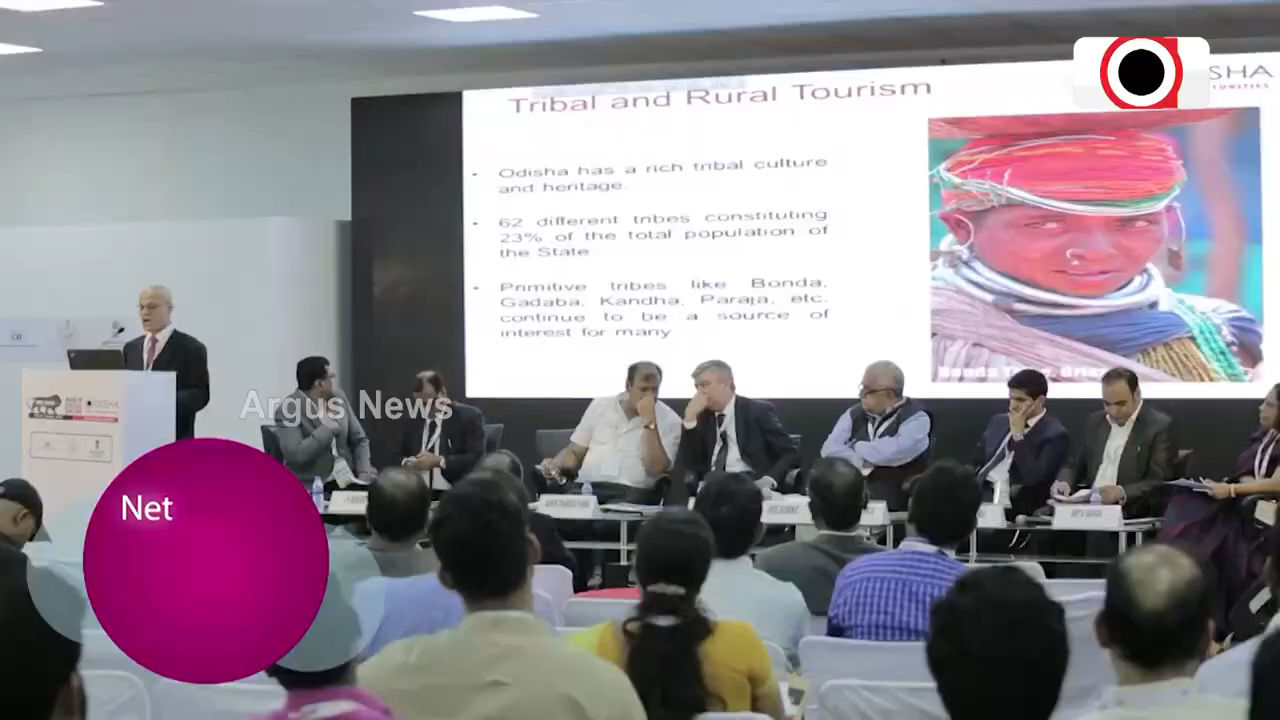 Tribal and Rural Tourism
• Odisha has a rich tribal culture
and heritage
• 62 different tribes constituting
23% of the total population of
the State
• Primitive tribes like Bonda,
Gadaba, Kandha, Paraja, etc.
continue to be a source of
interest for many
Argus News
Net